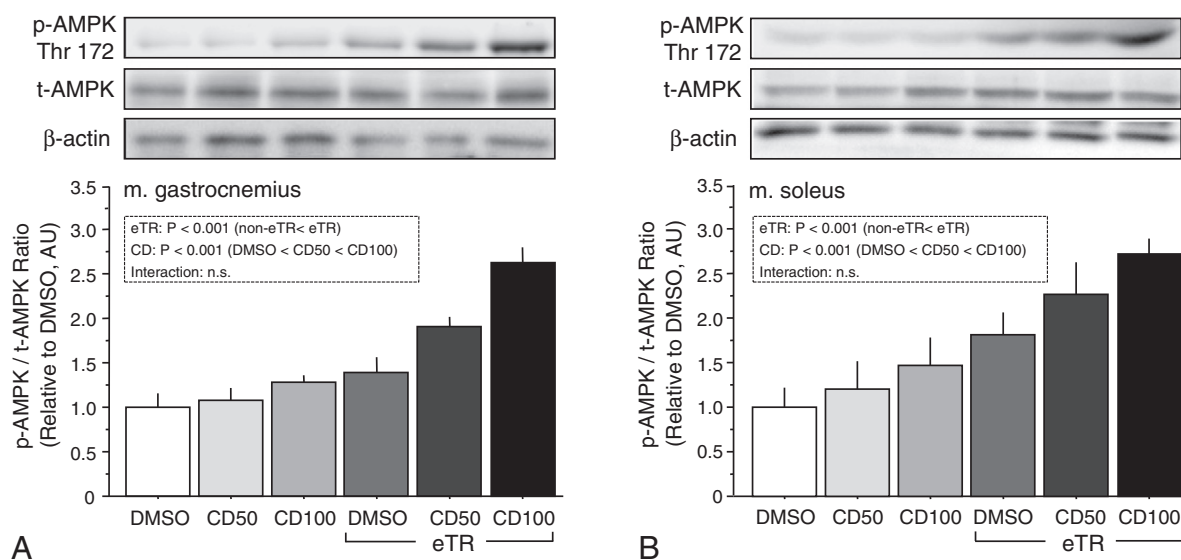 p-AMPK
Thr 172
t-AMPK
β-actin
m. gastrocnemius
eTR: P < 0.001 (non-eTR< eTR)
CD: P < 0.001 (DMSO < CD50 < CD100)
Interaction: n.s.
p-AMPK / t-AMPK Ratio
(Relative to DMSO, AU)
3.5
3.0
2.5
2.0
1.5
1.0
0.5
0
DMSO CD50 CD100 DMSO CD50 CD100
eTR
A
p-AMPK
Thr 172
t-AMPK
β-actin
m. soleus
eTR: P < 0.001 (non-eTR< eTR)
CD: P < 0.001 (DMSO < CD50 < CD100)
Interaction: n.s.
p-AMPK / t-AMPK Ratio
(Relative to DMSO, AU)
3.5
3.0
2.5
2.0
1.5
1.0
0.5
0
DMSO CD50 CD100 DMSO CD50 CD100
eTR
B